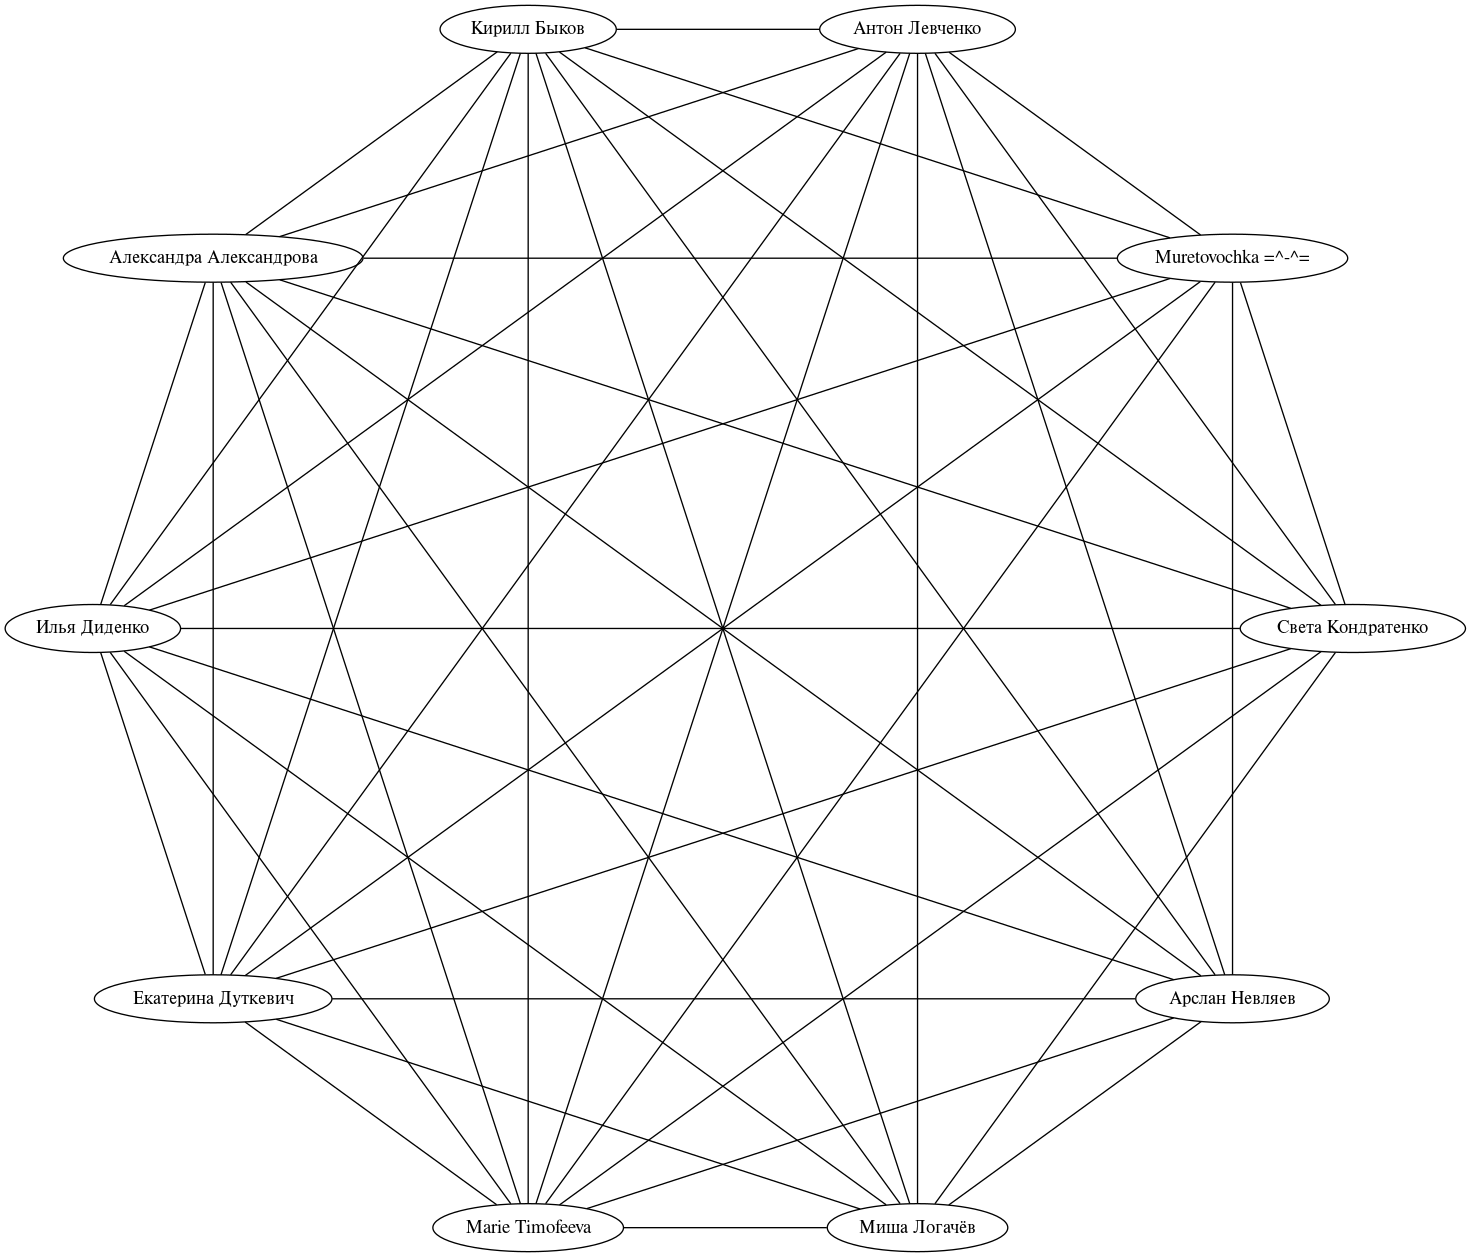 Кирилл Быков
Антон Левченко
Александра Александрова
Muretovochka =^-^=
Илья Диденко
Света Кондратенко
Екатерина Дуткевич
Арслан Невляев
Marie Timofeeva
Миша Логачёв